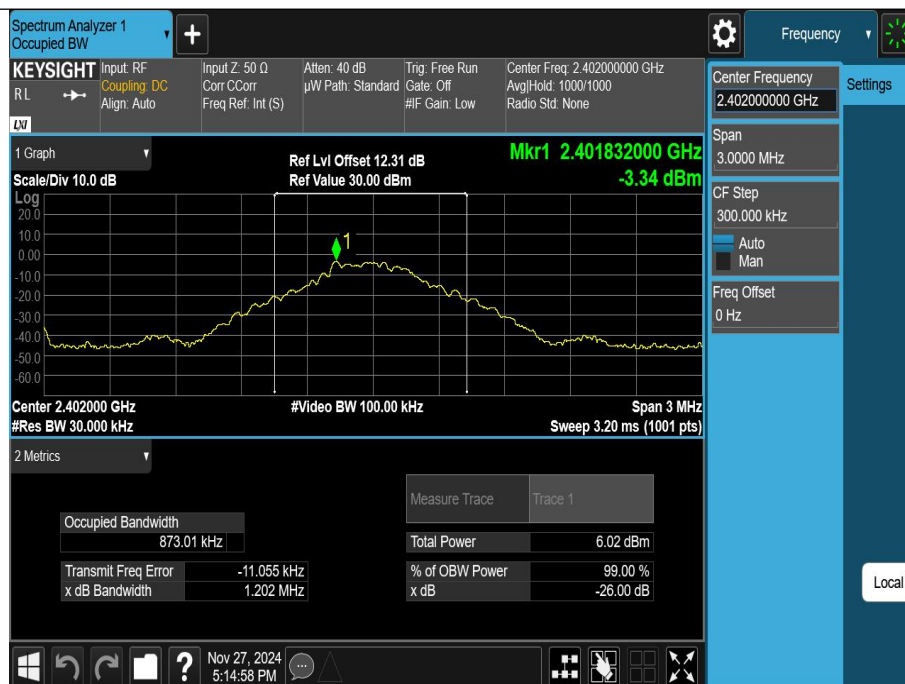 Spectrum Analyzer 1
Occupied BW
Frequency
KEYSIGHT
RL
LXI
Input: RF
Coupling: DC
Align: Auto
Input Z: 50 Ω
Corr CCorr
Freq Ref: Int (S)
Atten: 40 dB
µW Path: Standard
Trig: Free Run
Gate: Off
#IF Gain: Low
Center Freq: 2.402000000 GHz
Avg|Hold: 1000/1000
Radio Std: None
Center Frequency
2.402000000 GHz
Settings
Span
3.0000 MHz
CF Step
300.000 kHz
Auto
Man
Freq Offset
0 Hz
Local
1 Graph
Scale/Div 10.0 dB
Ref Lvl Offset 12.31 dB
Ref Value 30.00 dBm
Mkr1 2.401832000 GHz
-3.34 dBm
Log
20.0
10.0
0.00
-10.0
-20.0
-30.0
-40.0
-50.0
-60.0
1
Center 2.402000 GHz
#Res BW 30.000 kHz
#Video BW 100.00 kHz
Span 3 MHz
Sweep 3.20 ms (1001 pts)
2 Metrics
Measure Trace Trace 1
Occupied Bandwidth
873.01 kHz
Total Power 6.02 dBm
Transmit Freq Error -11.055 kHz
% of OBW Power 99.00 %
x dB Bandwidth 1.202 MHz
x dB -26.00 dB
?
Nov 27, 2024
5:14:58 PM